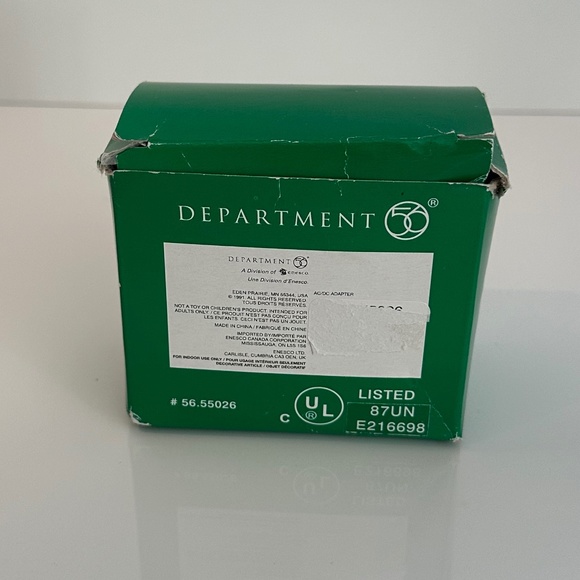 DEPARTMENT 56®
DEPARTMENT 56
A Division of ENESCO
Une Division d'Enesco
EDEN PRAIRIE, MN 55344, USA
© 1991. ALL RIGHTS RESERVED.
TOUS DROITS RESERVÉS.
NOT A TOY OR CHILDREN'S PRODUCT. INTENDED FOR
ADULTS ONLY / CE PRODUIT N'EST PAS CONÇU POUR
LES ENFANTS. CECI N'EST PAS UN JOUET.
MADE IN CHINA / FABRIQUÉ EN CHINE
IMPORTED BY/IMPORTÉ PAR
ENESCO CANADA CORPORATION
MISSISSAUGA, ON L5S 1S6
ENESCO LTD.
CARLISLE, CUMBRIA CA3 0EN, UK
FOR INDOOR USE ONLY / POUR USAGE INTÉRIEUR SEULEMENT
DECORATIVE ARTICLE / OBJET DÉCORATIF
AC/DC ADAPTER
# 56.55026
C UL ®
LISTED
87UN
E216698